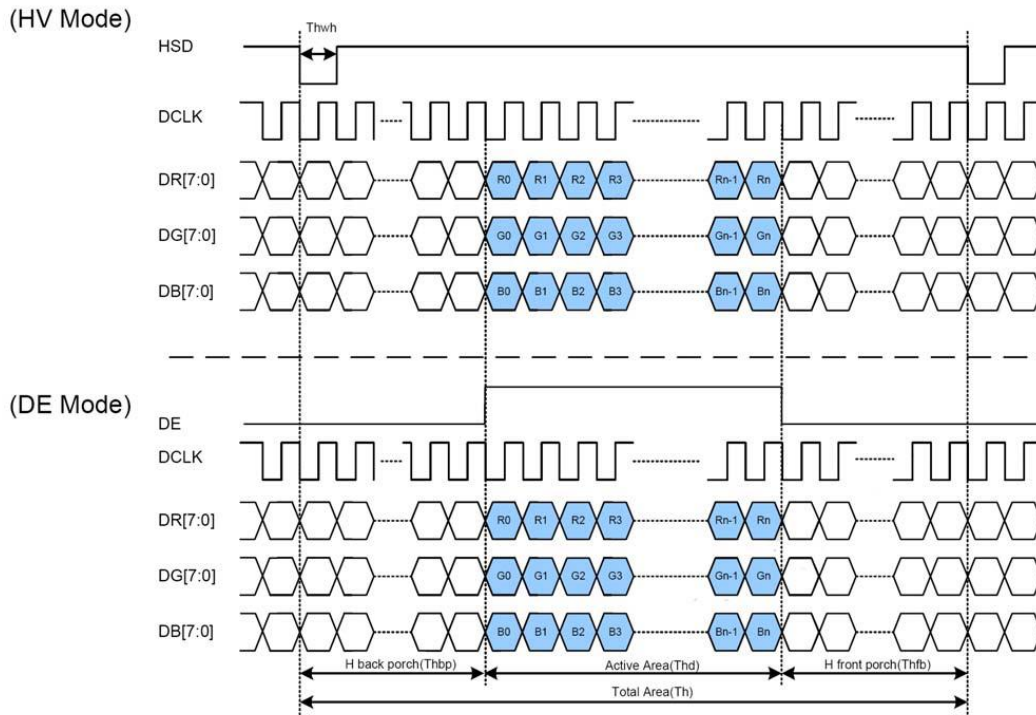 (HV Mode)
Thwh
HSD
DCLK
DR[7:0] R0 R1 R2 R3 Rn-1 Rn
DG[7:0] G0 G1 G2 G3 Gn-1 Gn
DB[7:0] B0 B1 B2 B3 Bn-1 Bn
(DE Mode)
DE
DCLK
DR[7:0] R0 R1 R2 R3 Rn-1 Rn
DG[7:0] G0 G1 G2 G3 Gn-1 Gn
DB[7:0] B0 B1 B2 B3 Bn-1 Bn
H back porch(Thbp) Active Area(Thd) H front porch(Thfb)
Total Area(Th)